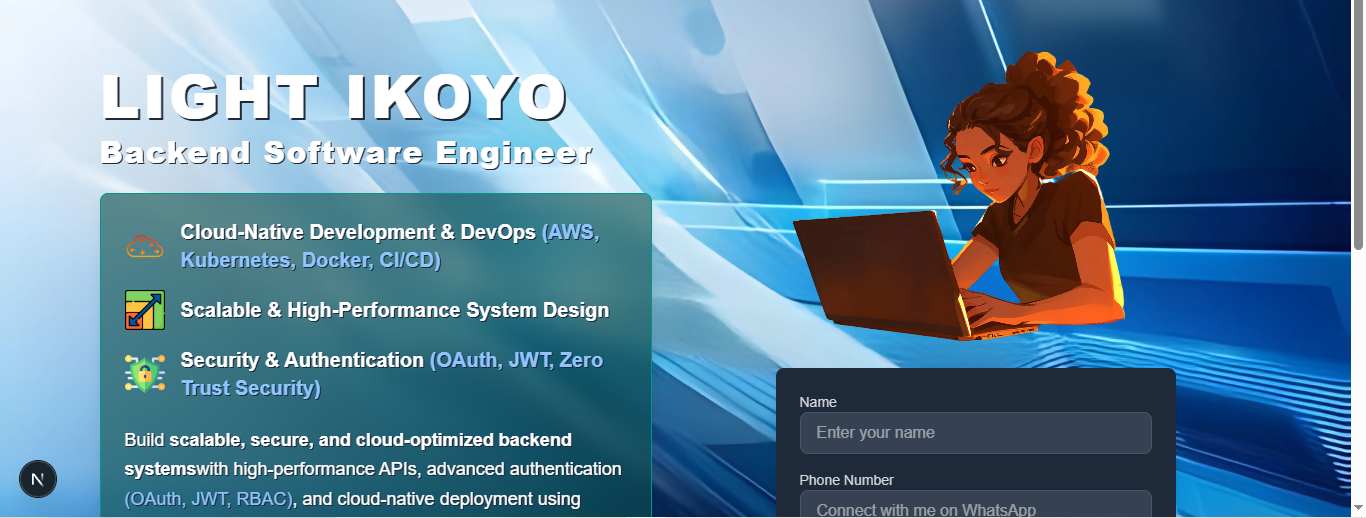 LIGHT IKOYO
Backend Software Engineer
Cloud-Native Development & DevOps (AWS,
Kubernetes, Docker, CI/CD)
Scalable & High-Performance System Design
Security & Authentication (OAuth, JWT, Zero
Trust Security)
Build scalable, secure, and cloud-optimized backend
systemswith high-performance APIs, advanced authentication
(OAuth, JWT, RBAC), and cloud-native deployment using
Name
Enter your name
Phone Number
Connect with me on WhatsApp
N